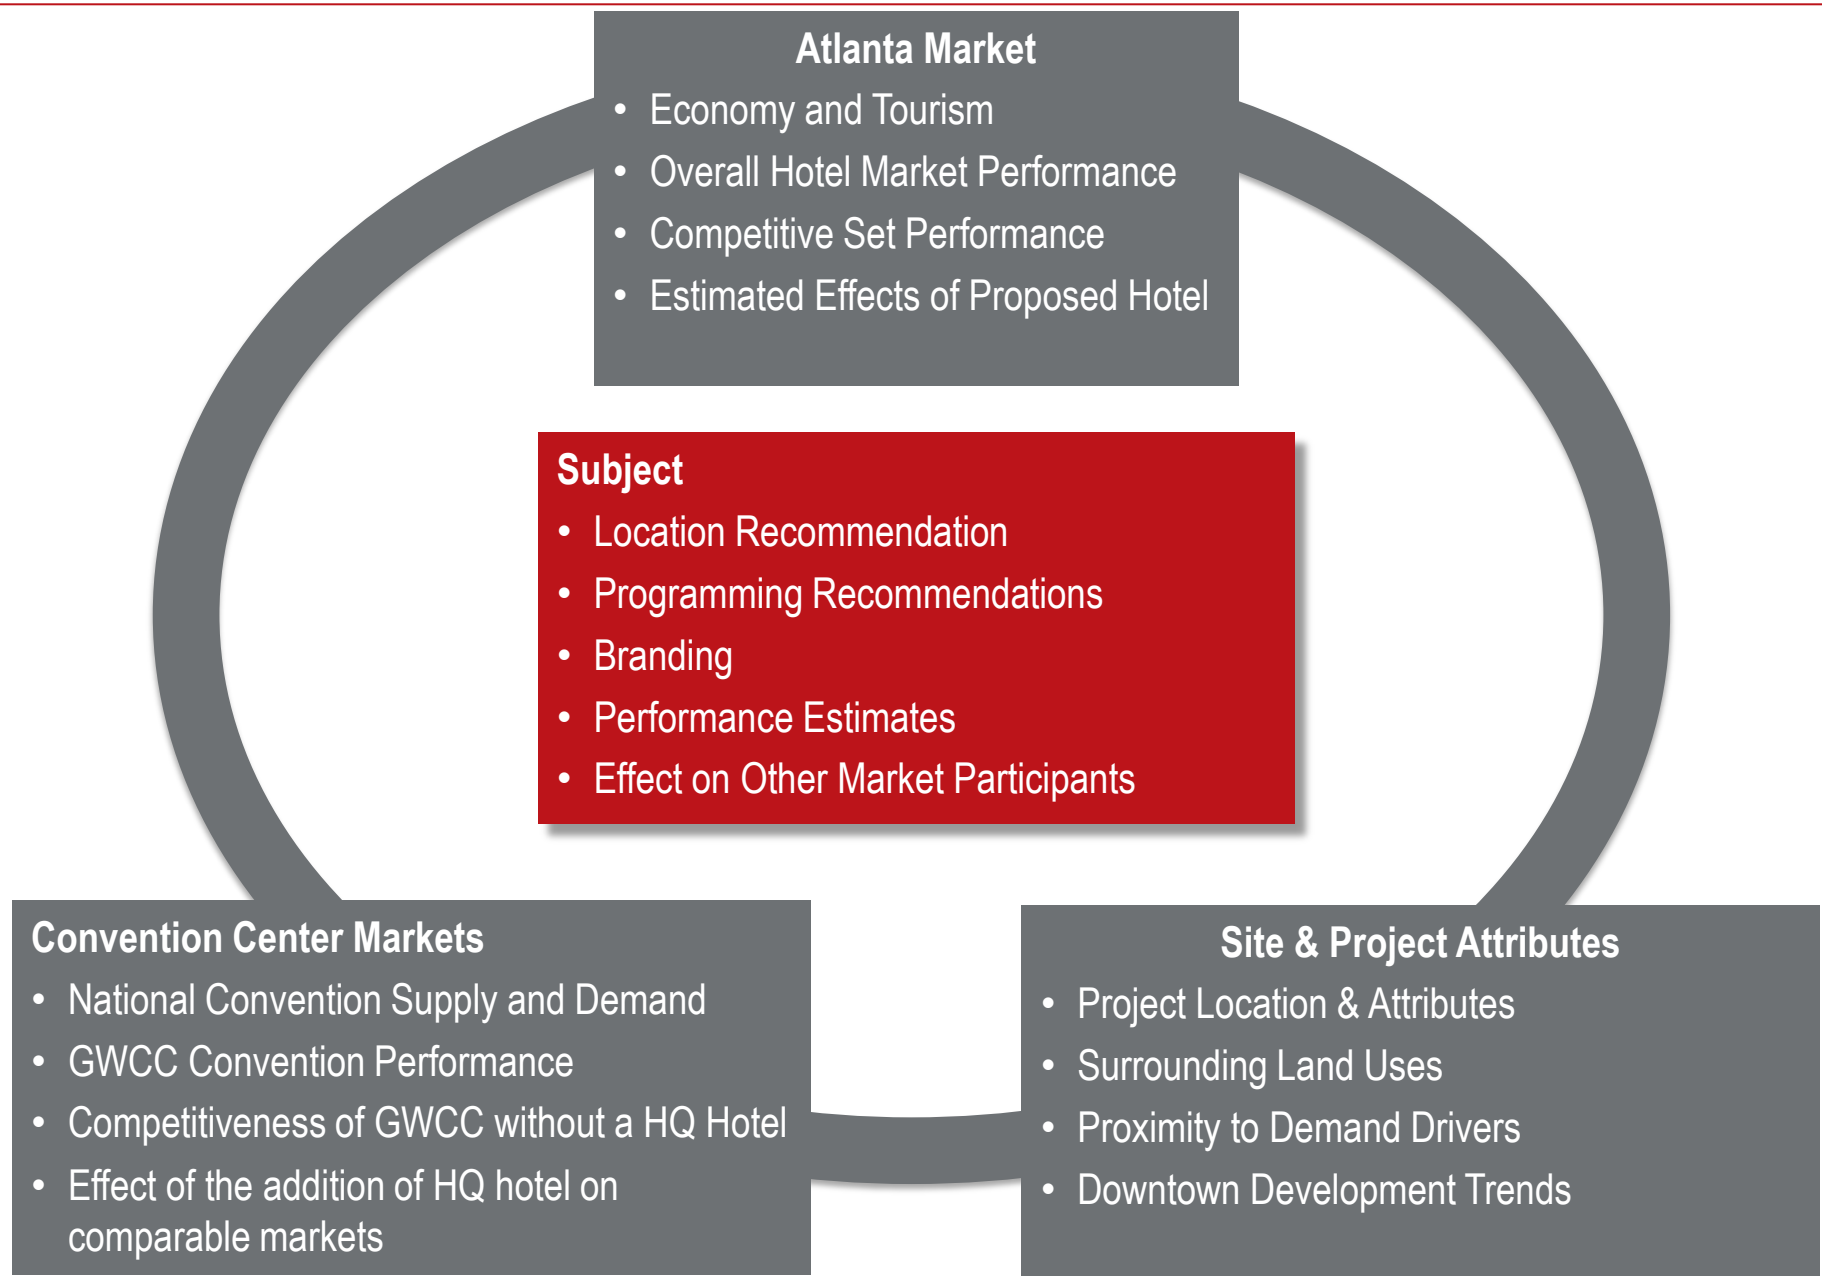 Atlanta Market
• Economy and Tourism
• Overall Hotel Market Performance
• Competitive Set Performance
• Estimated Effects of Proposed Hotel
Subject
• Location Recommendation
• Programming Recommendations
• Branding
• Performance Estimates
• Effect on Other Market Participants
Convention Center Markets
• National Convention Supply and Demand
• GWCC Convention Performance
• Competitiveness of GWCC without a HQ Hotel
• Effect of the addition of HQ hotel on
comparable markets
Site & Project Attributes
• Project Location & Attributes
• Surrounding Land Uses
• Proximity to Demand Drivers
• Downtown Development Trends